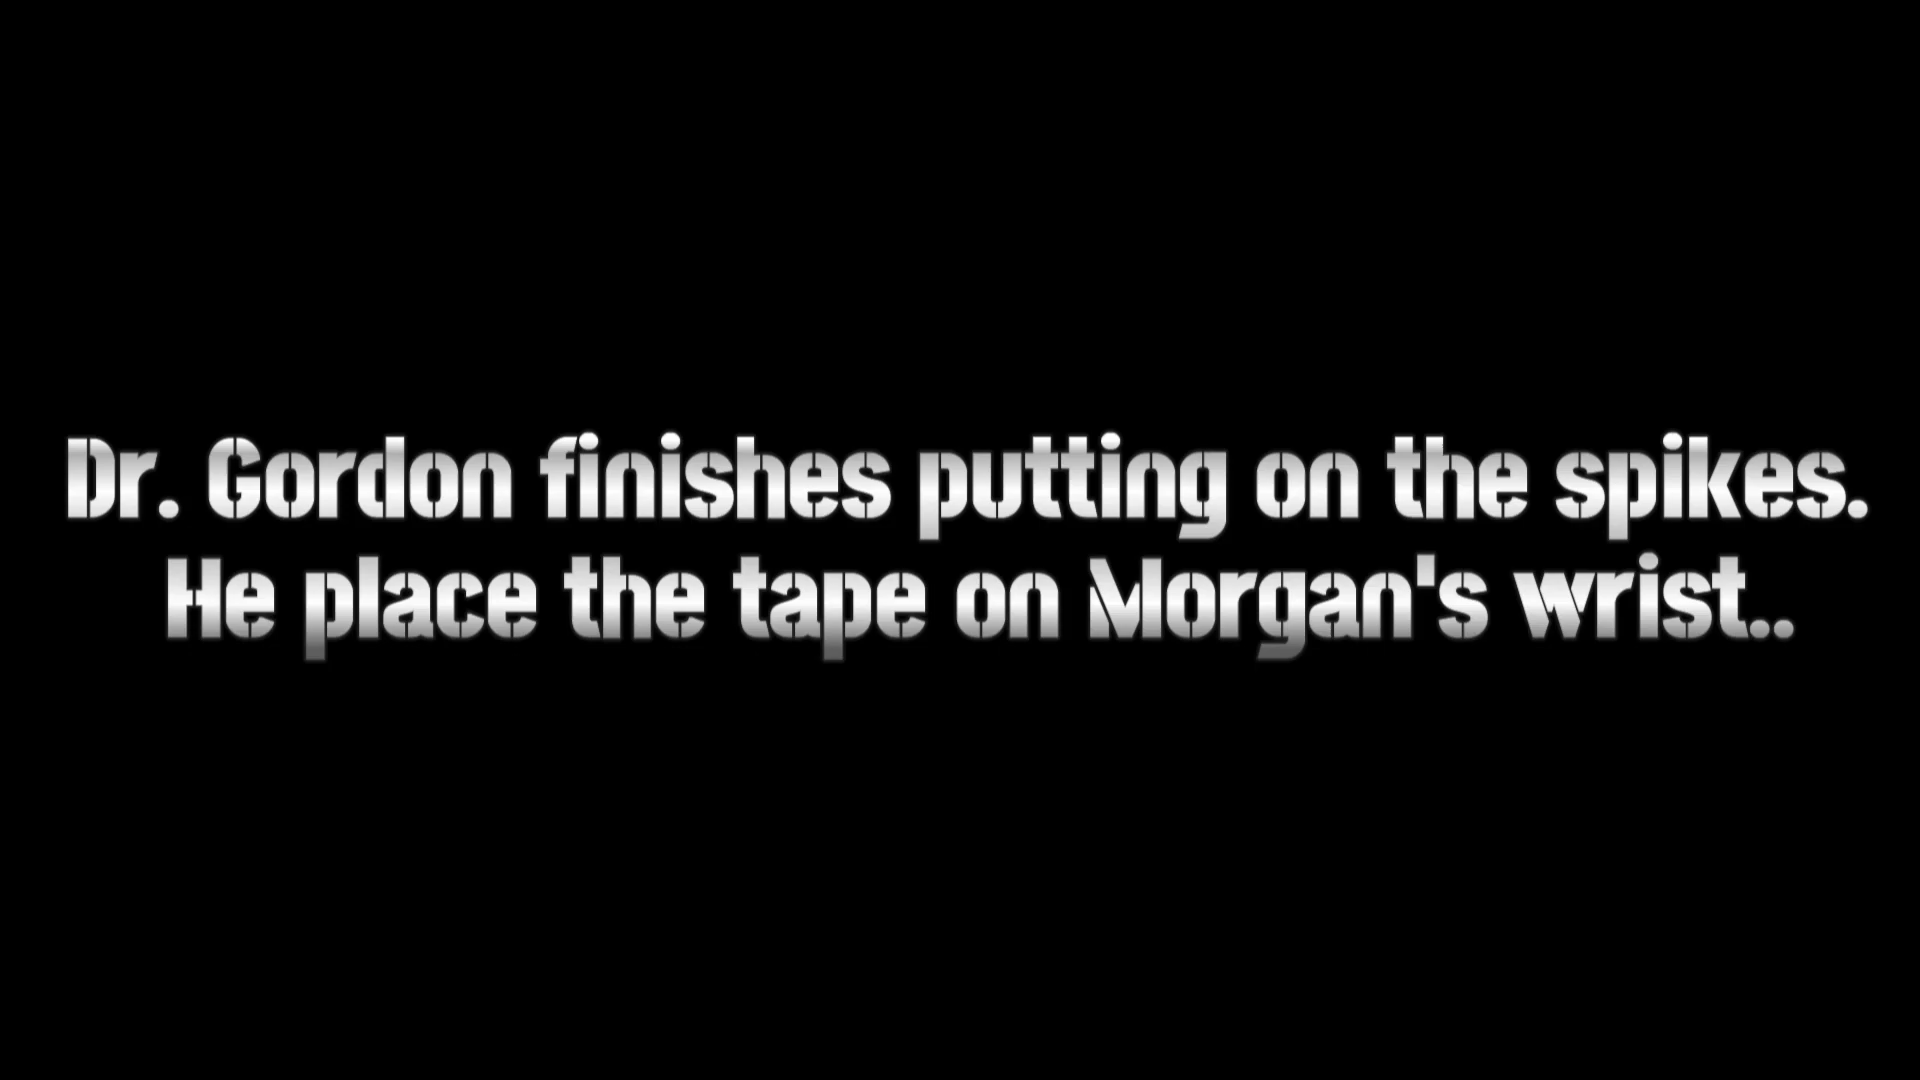 Dr. Gordon finishes putting on the spikes.
He place the tape on Morgan's wrist..